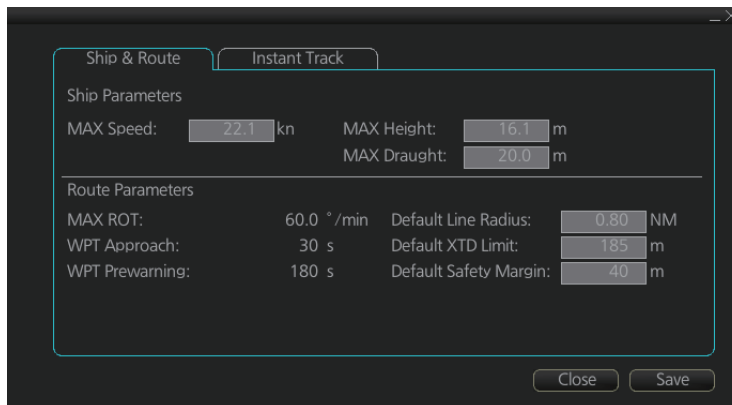 Ship & Route Instant Track
Ship Parameters
MAX Speed: 22.1 kn MAX Height: 16.1 m
MAX Draught: 20.0 m
Route Parameters
MAX ROT: 60.0 °/min Default Line Radius: 0.80 NM
WPT Approach: 30 s Default XTD Limit: 185 m
WPT Prewarning: 180 s Default Safety Margin: 40 m
Close Save